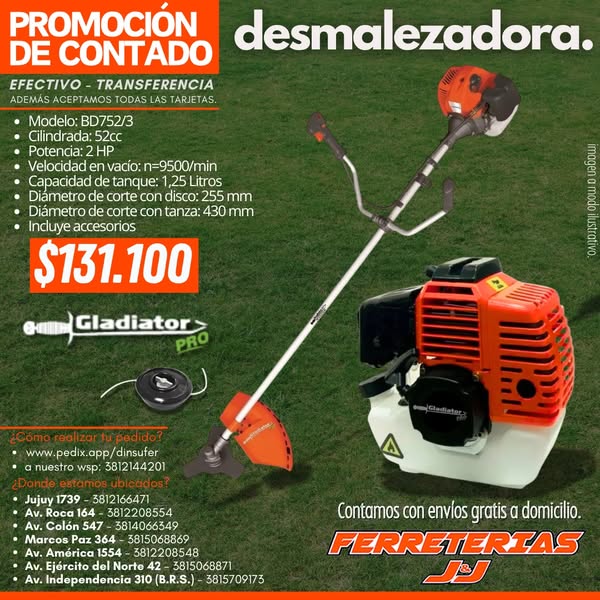 PROMOCIÓN
DE CONTADO
EFECTIVO - TRANSFERENCIA
ADEMÁS ACEPTAMOS TODAS LAS TARJETAS.
desmalezadora.
• Modelo: BD752/3
• Cilindrada: 52cc
• Potencia: 2 HP
• Velocidad en vacío: n=9500/min
• Capacidad de tanque: 1,25 Litros
• Diámetro de corte con disco: 255 mm
• Diámetro de corte con tanza: 430 mm
• Incluye accesorios
$131.100
imagen a modo ilustrativo.
Gladiator
PRO
Gladiator
Gladiator
PRO
¿Cómo realizar tu pedido?
• www.pedix.app/dinsufer
• a nuestro wsp: 3812144201
¿Donde estamos ubicados?
• Jujuy 1739 - 3812166471
• Av. Roca 164 - 3812208554
• Av. Colón 547 - 3814066349
• Marcos Paz 364 - 3815068869
• Av. América 1554 - 3812208548
• Av. Ejército del Norte 42 - 3815068871
• Av. Independencia 310 (B.R.S.) - 3815709173
Contamos con envíos gratis a domicilio.
FERRETERIAS
J&J